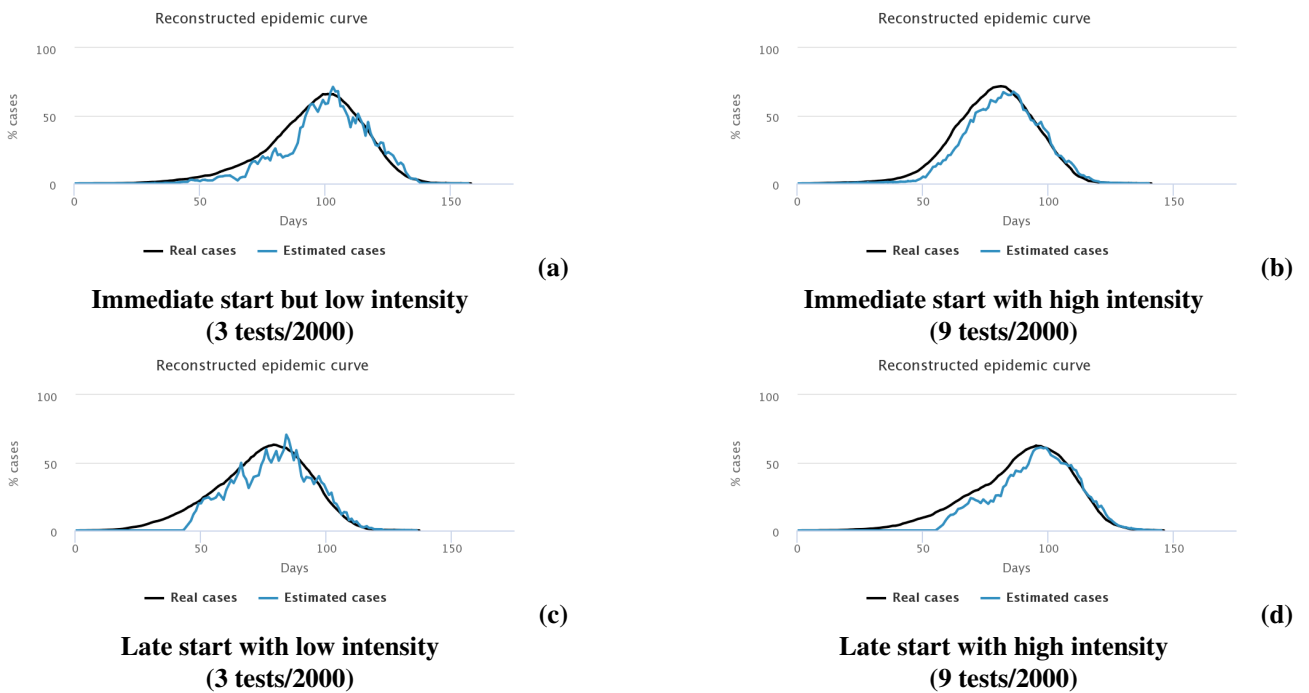 Reconstructed epidemic curve
100
50
0
% cases
0 50 100 150
Days
Real cases Estimated cases
(a)
Immediate start but low intensity
(3 tests/2000)
Reconstructed epidemic curve
100
50
0
% cases
0 50 100 150
Days
Real cases Estimated cases
(b)
Immediate start with high intensity
(9 tests/2000)
Reconstructed epidemic curve
100
50
0
% cases
0 50 100 150
Days
Real cases Estimated cases
(c)
Late start with low intensity
(3 tests/2000)
Reconstructed epidemic curve
100
50
0
% cases
0 50 100 150
Days
Real cases Estimated cases
(d)
Late start with high intensity
(9 tests/2000)